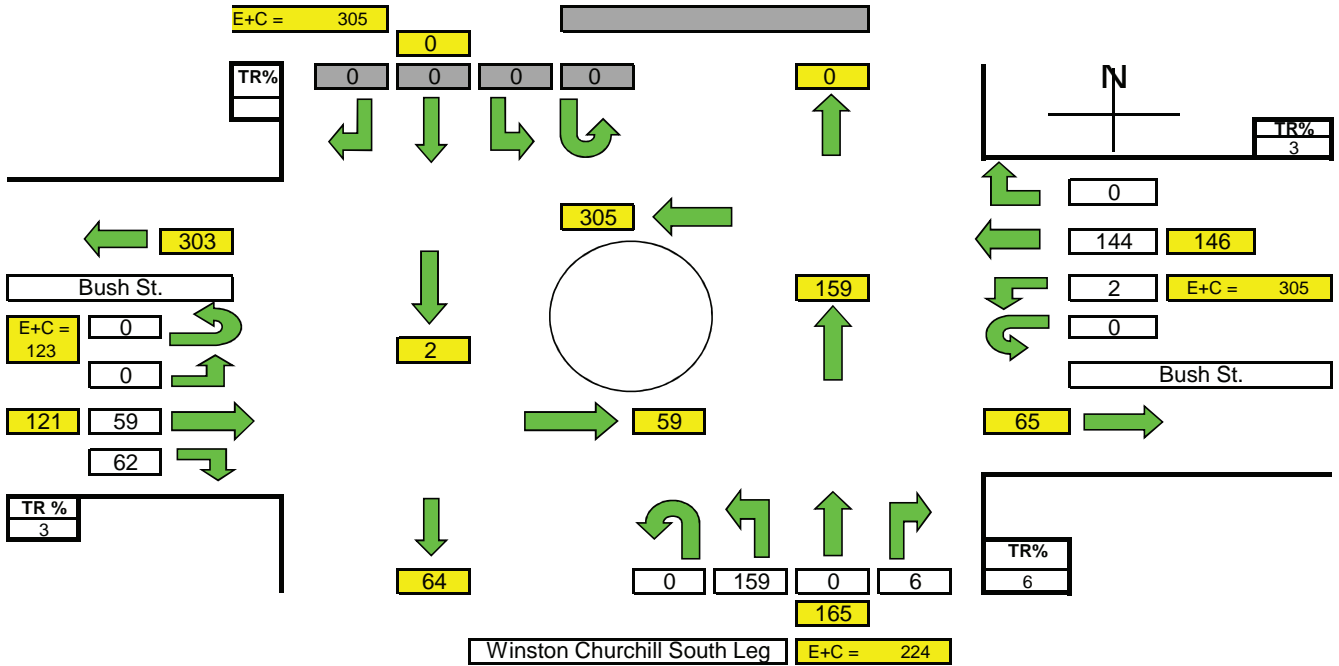 E+C = 305
0
TR%
0 0 0 0
0
N
TR%
3
0
305
303
144 146
Bush St.
159
2 E+C = 305
E+C =
123
0
0
2
0
Bush St.
121 59
59
65
62
TR %
3
TR%
6
64
0 159 0 6
165
Winston Churchill South Leg E+C = 224